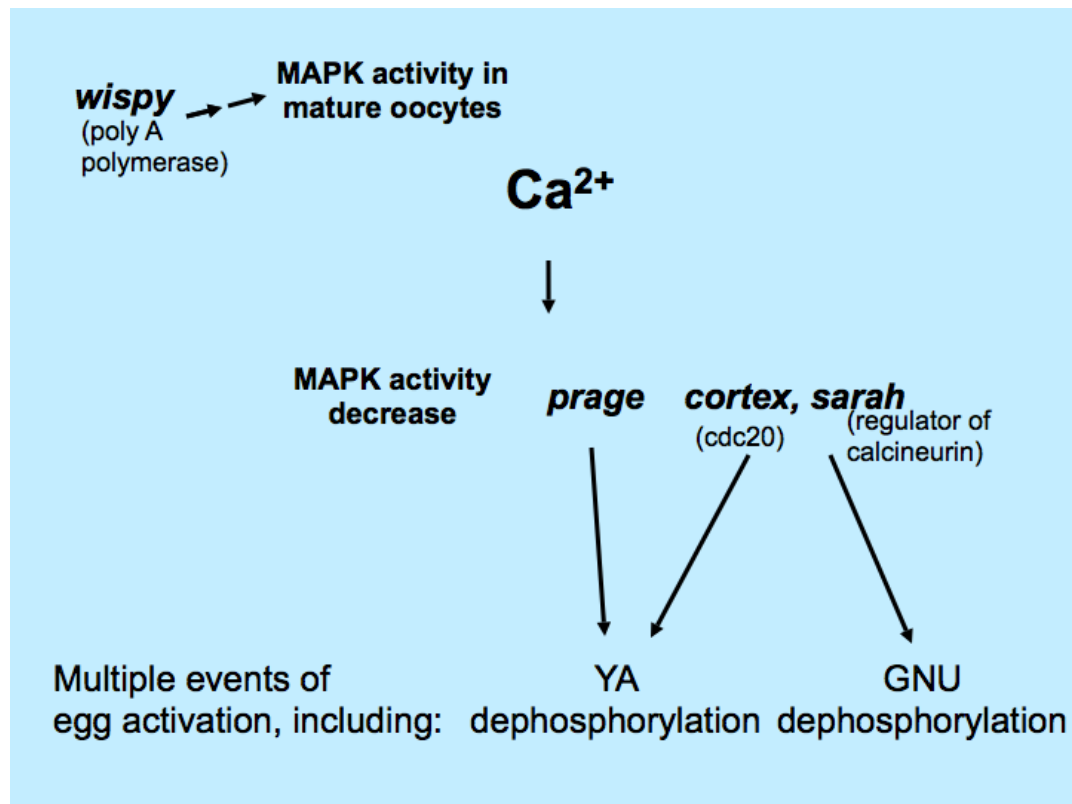 wispy
(poly A
polymerase)
MAPK activity in
mature oocytes
Ca²⁺
MAPK activity
decrease
prage
cortex, sarah
(cdc20)
(regulator of
calcineurin)
Multiple events of
egg activation, including:
YA
dephosphorylation
GNU
dephosphorylation